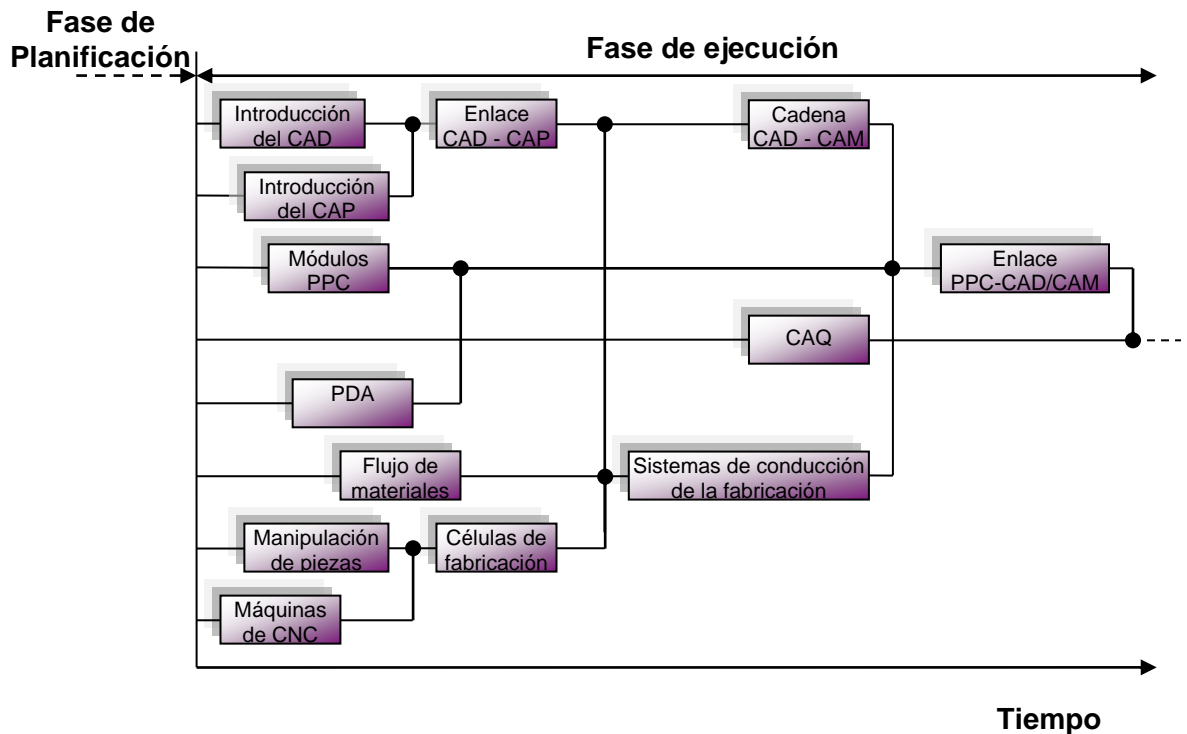 Fase de
Planificación
Fase de ejecución
Introducción
del CAD
Enlace
CAD - CAP
Cadena
CAD - CAM
Introducción
del CAP
Módulos
PPC
Enlace
PPC-CAD/CAM
CAQ
PDA
Flujo de
materiales
Sistemas de conducción
de la fabricación
Manipulación
de piezas
Células de
fabricación
Máquinas
de CNC
Tiempo